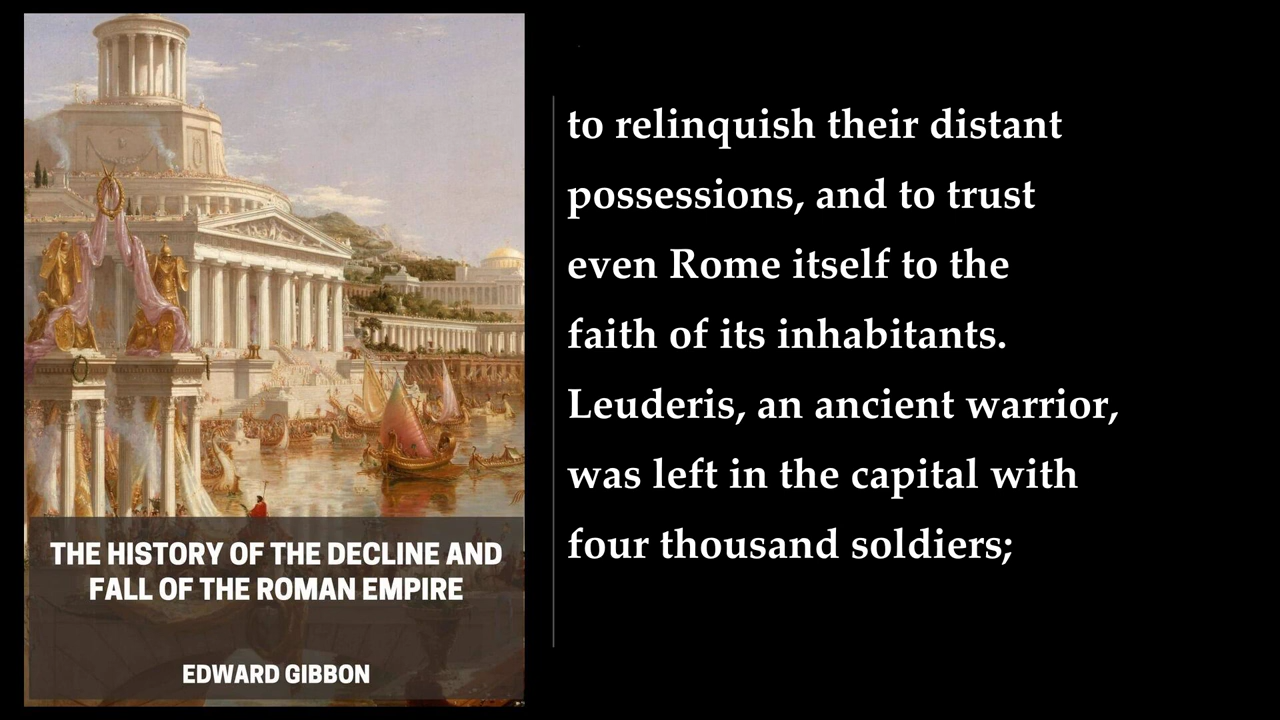 THE HISTORY OF THE DECLINE AND
FALL OF THE ROMAN EMPIRE
EDWARD GIBBON
to relinquish their distant
possessions, and to trust
even Rome itself to the
faith of its inhabitants.
Leuderis, an ancient warrior,
was left in the capital with
four thousand soldiers;